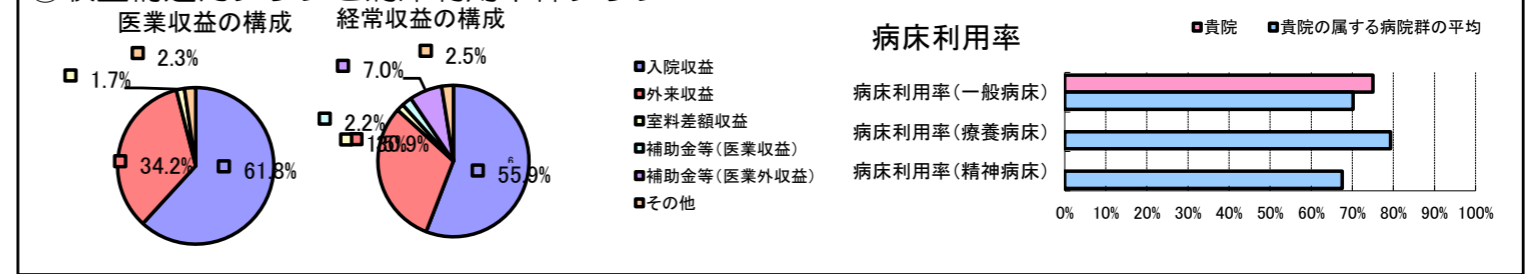 医業収益の構成
2.3%
1.7%
34.2%
61.8%
経常収益の構成
2.5%
7.0%
2.2%
55.9%
入院収益
外来収益
室料差額収益
補助金等(医業収益)
補助金等(医業外収益)
その他
病床利用率
貴院
貴院の属する病院群の平均
病床利用率(一般病床)
病床利用率(療養病床)
病床利用率(精神病床)
0% 10% 20% 30% 40% 50% 60% 70% 80% 90% 100%